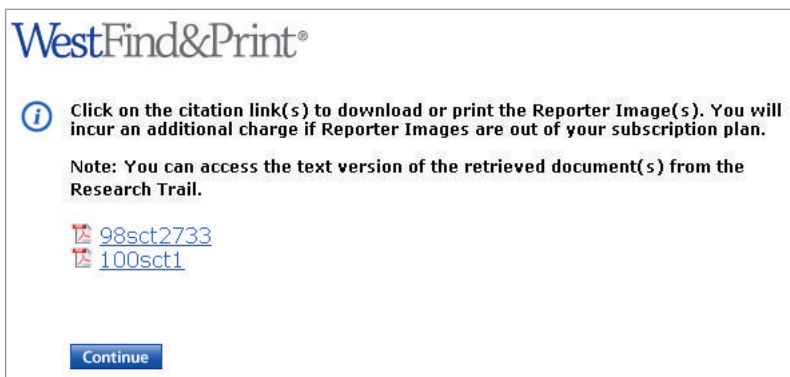 WestFind&Print®
Click on the citation link(s) to download or print the Reporter Image(s). You will
incur an additional charge if Reporter Images are out of your subscription plan.
Note: You can access the text version of the retrieved document(s) from the
Research Trail.
98sct2733
100sct1
Continue